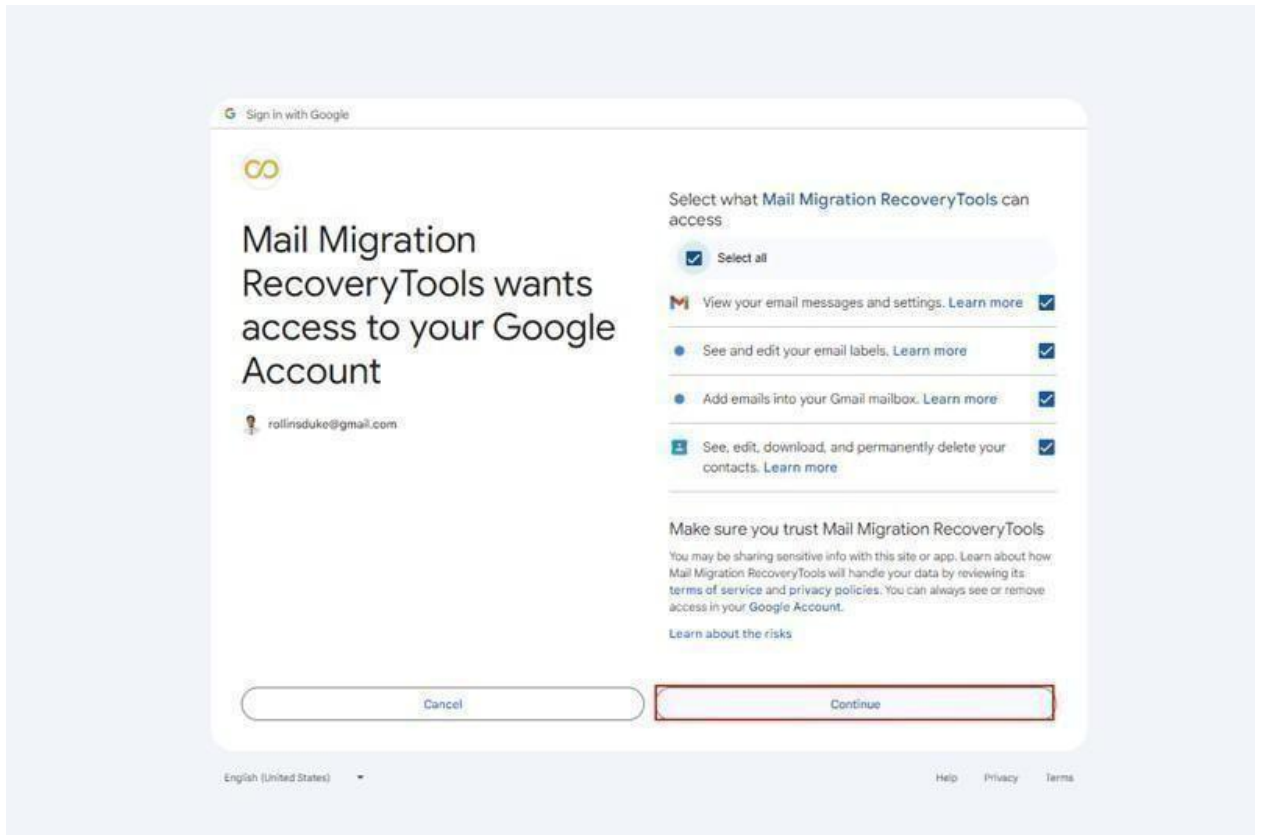 Sign in with Google
Mail Migration
RecoveryTools wants
access to your Google
Account
rollinsduke@gmail.com
Select what Mail Migration RecoveryTools can
access
Select all
View your email messages and settings. Learn more
See and edit your email labels. Learn more
Add emails into your Gmail mailbox. Learn more
See, edit, download, and permanently delete your
contacts. Learn more
Make sure you trust Mail Migration RecoveryTools
You may be sharing sensitive info with this site or app. Learn about how
Mail Migration RecoveryTools will handle your data by reviewing its
terms of service and privacy policies. You can always see or remove
access in your Google Account.
Learn about the risks
Cancel
Continue
English (United States)
Help Privacy Terms